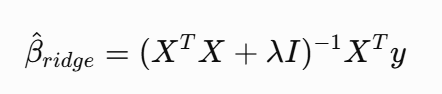 β̂_ridge = (X^T X + λI)^{-1} X^T y